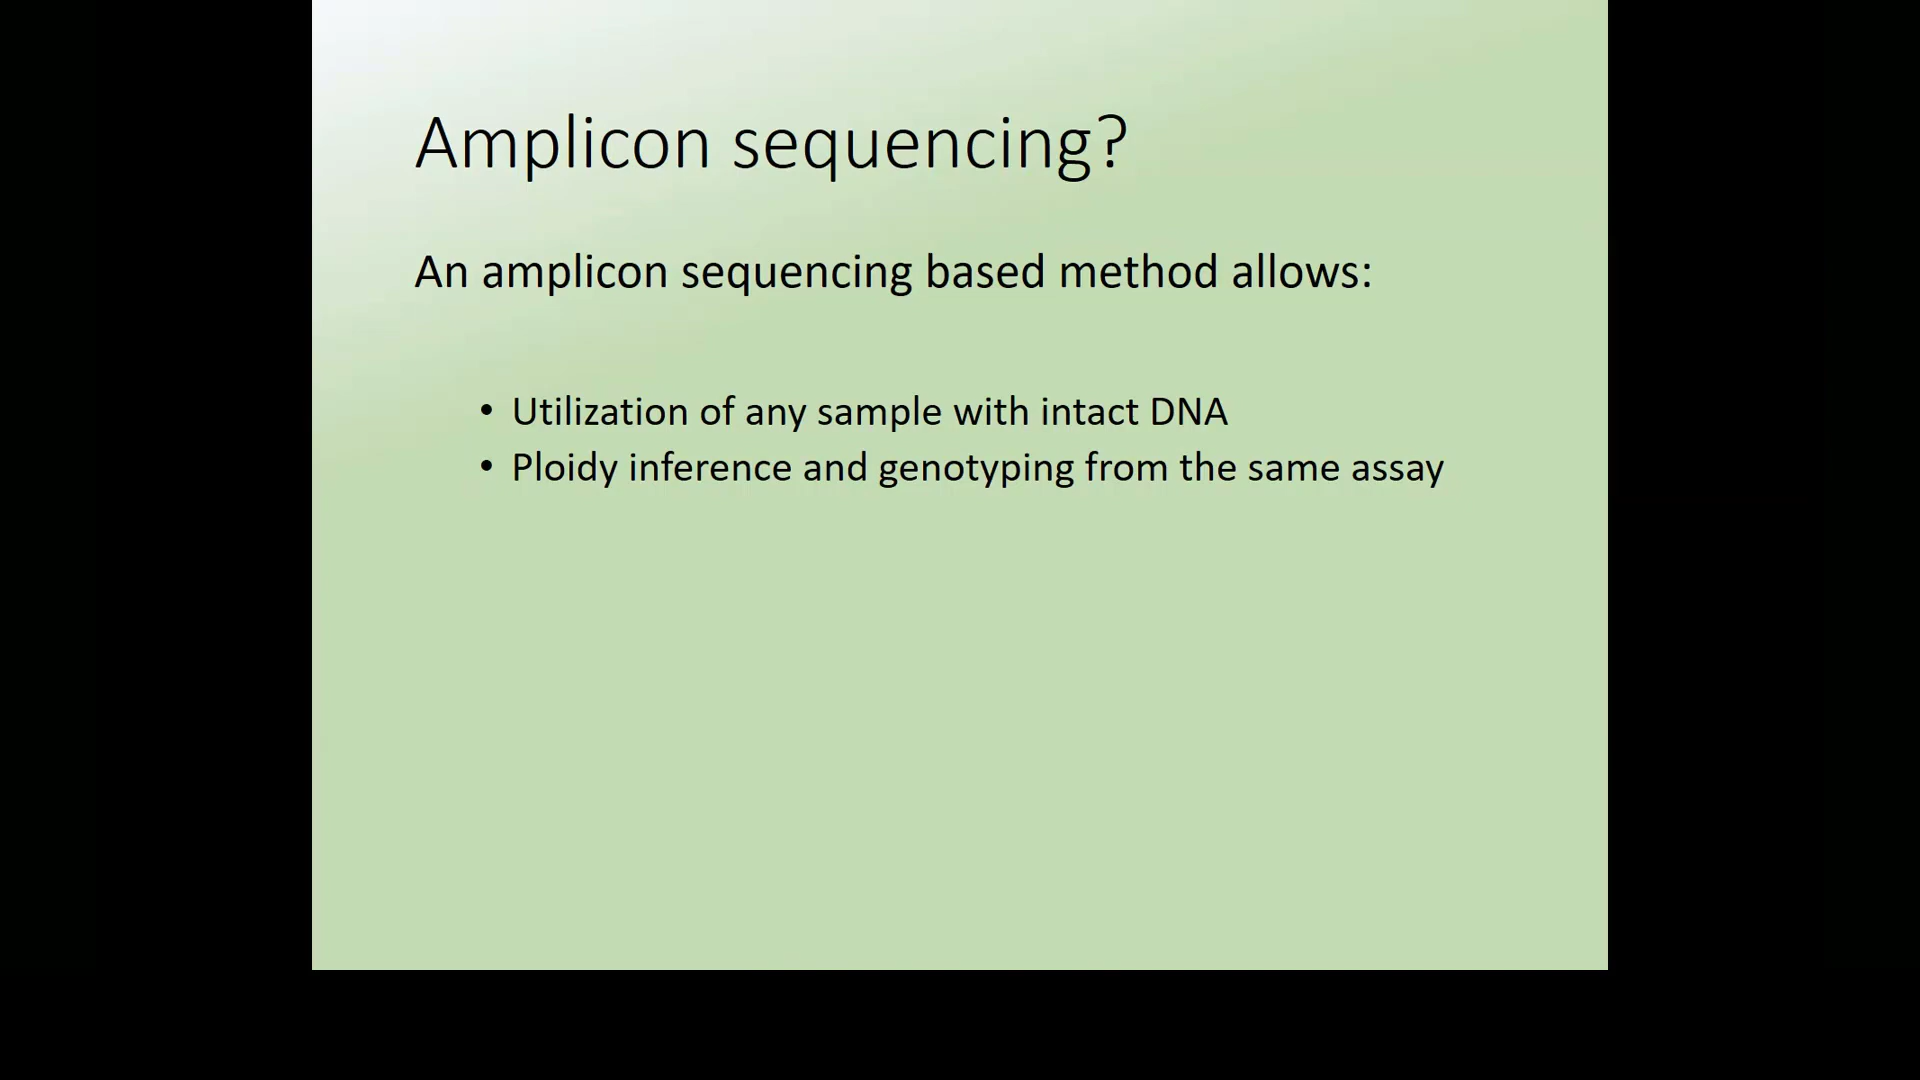 Amplicon sequencing?
An amplicon sequencing based method allows:
• Utilization of any sample with intact DNA
• Ploidy inference and genotyping from the same assay